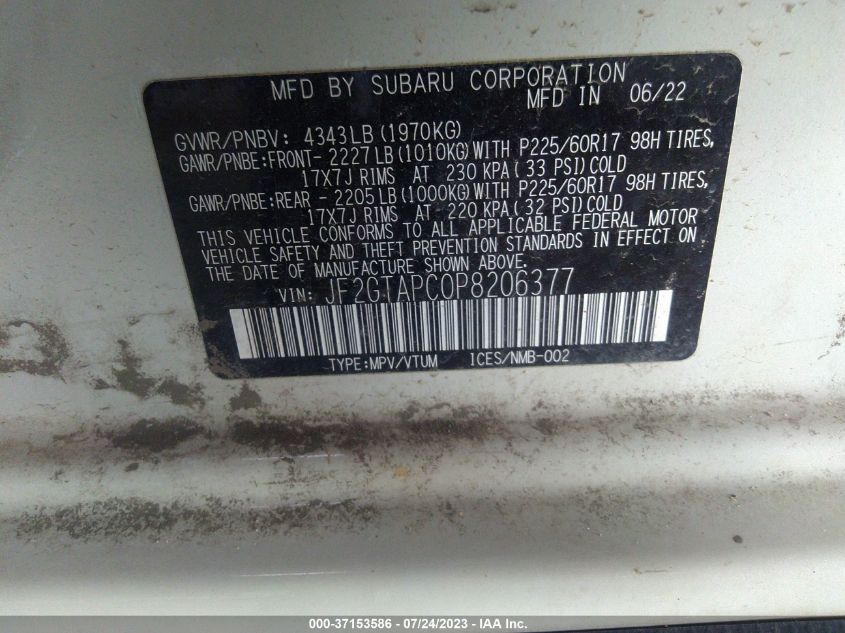 MFD BY SUBARU CORPORATION
MFD IN 06/22
GVWR/PNBV: 4343LB(1970KG)
GAWR/PNBE:FRONT- 2227LB(1010KG)WITH P225/60R17 98H TIRES,
17X7J RIMS AT 230 KPA( 33 PSI)COLD
GAWR/PNBE:REAR - 2205LB(1000KG)WITH P225/60R17 98H TIRES,
17X7J RIMS AT 220 KPA( 32 PSI)COLD
THIS VEHICLE CONFORMS TO ALL APPLICABLE FEDERAL MOTOR
VEHICLE SAFETY AND THEFT PREVENTION STANDARDS IN EFFECT ON
THE DATE OF MANUFACTURE SHOWN ABOVE.
VIN: JF2GTAPC0P8206377
TYPE:MPV/VTUM ICES/NMB-002
000-37153586 / 07/24/2023 - IAA Inc.